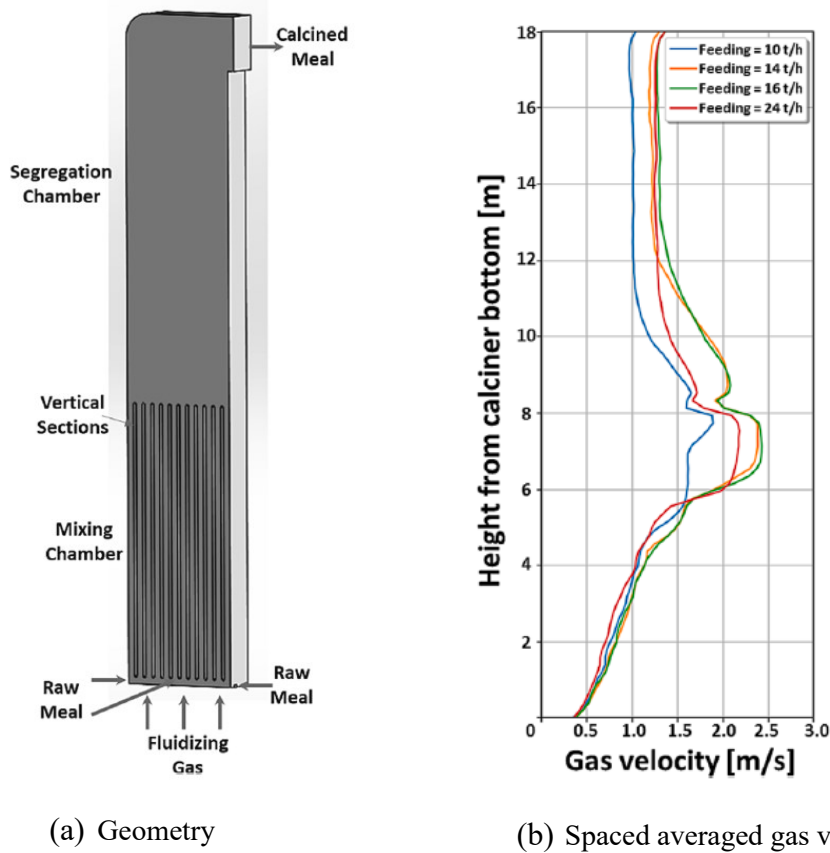 Calcined
Meal
Segregation
Chamber
Vertical
Sections
Mixing
Chamber
Raw
Meal
Raw
Meal
Fluidizing
Gas
(a) Geometry
18
16
14
12
10
8
6
4
2
0
0.5
1.0
1.5
2.0
2.5
3.0
Height from calciner bottom [m]
Gas velocity [m/s]
Feeding = 10 t/h
Feeding = 14 t/h
Feeding = 16 t/h
Feeding = 24 t/h
(b) Spaced averaged gas v